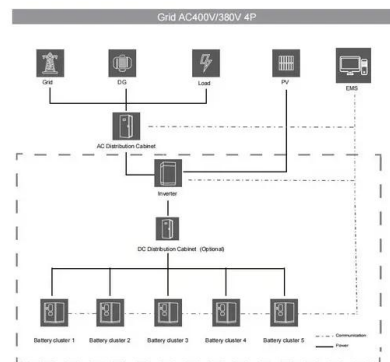 Grid AC400V/380V 4P
Grid
DG
Load
PV
EMS
AC Distribution Cabinet
Inverter
DC Distribution Cabinet (Optional)
Battery cluster 1
Battery cluster 2
Battery cluster 3
Battery cluster 4
Battery cluster 5
Communication
Power